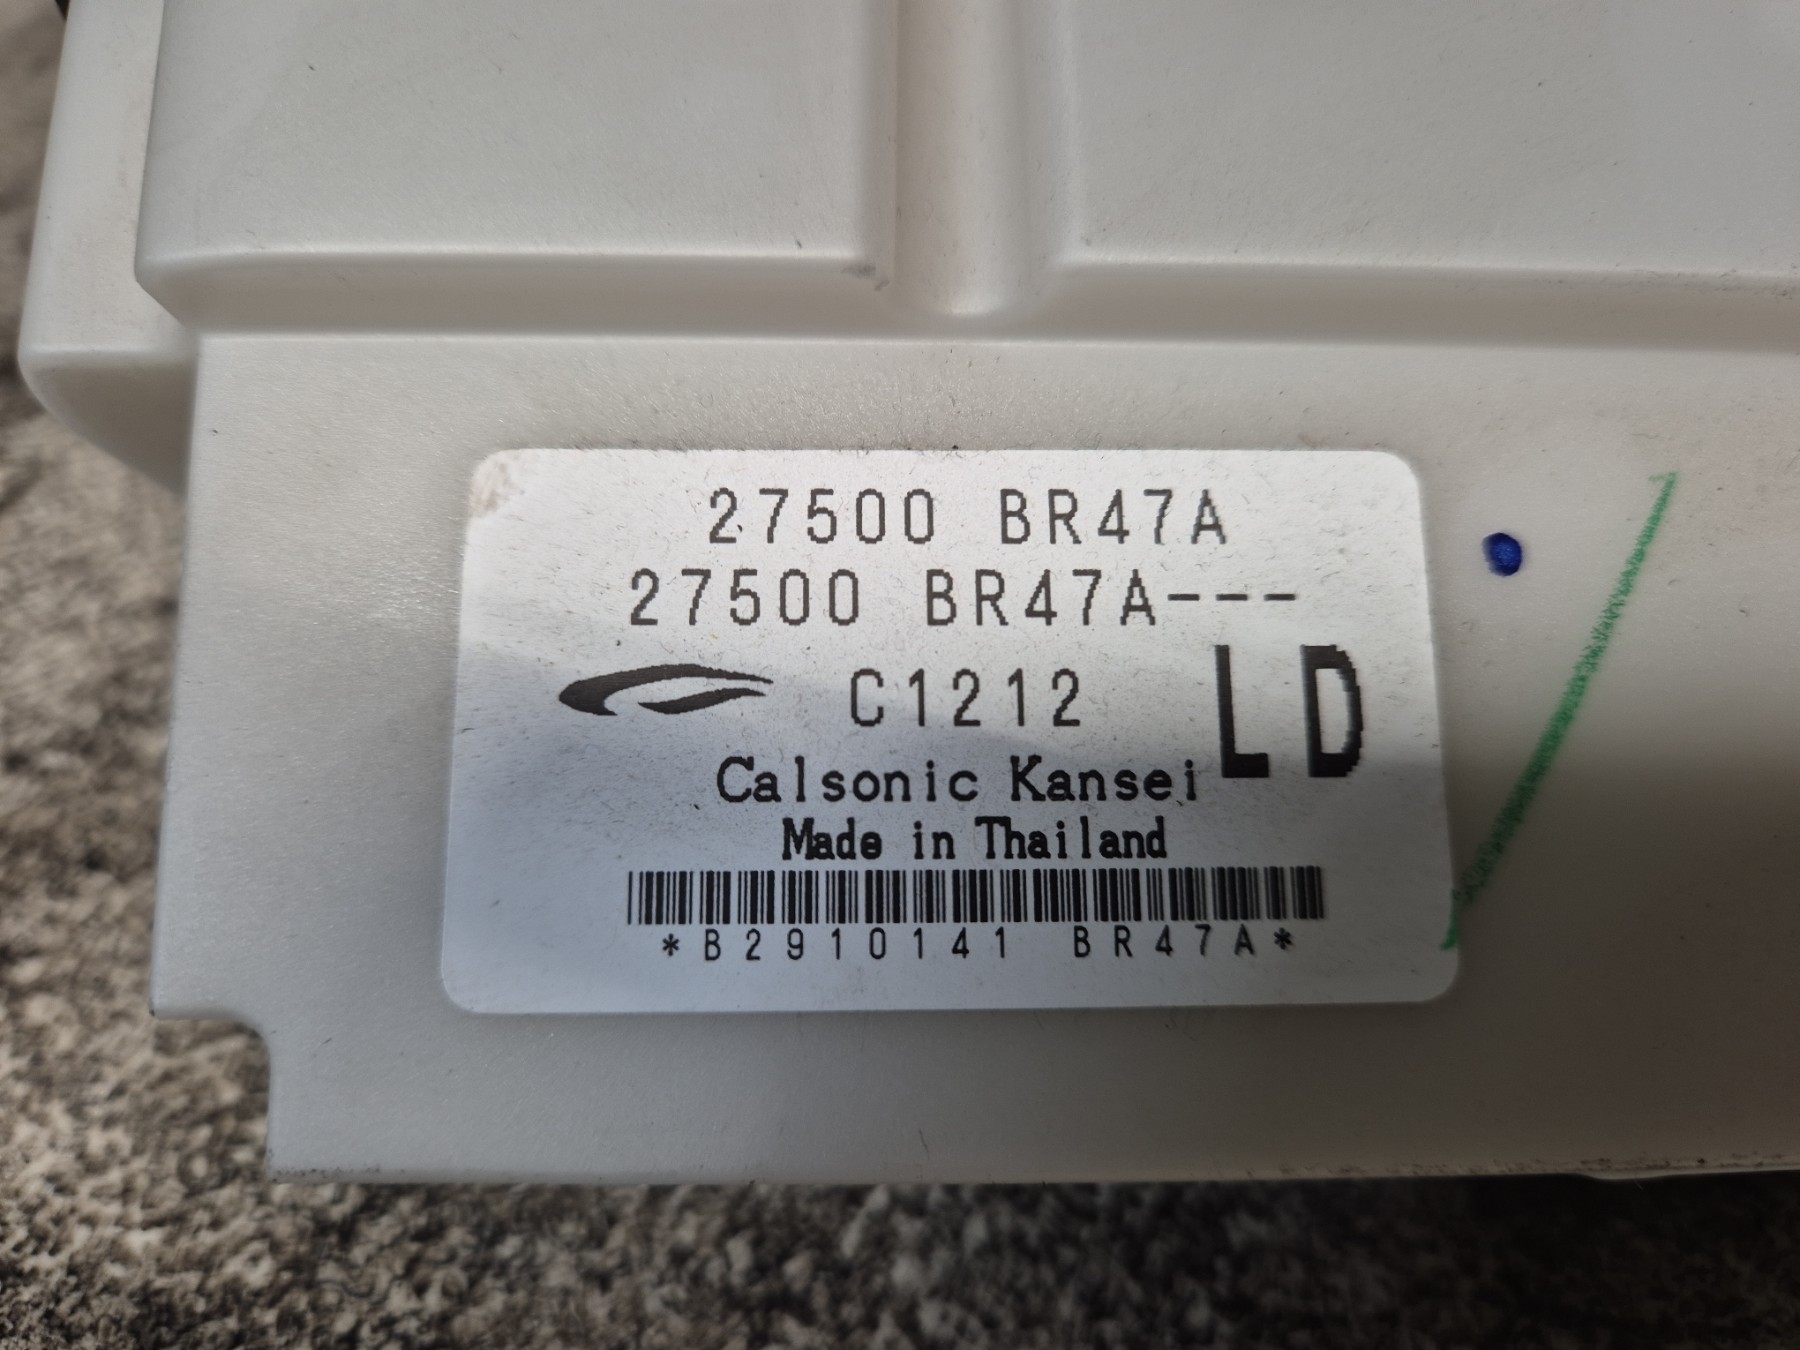 27500 BR47A
27500 BR47A---
C1212 LD
Calsonic Kansei
Made in Thailand
*B2910141 BR47A*